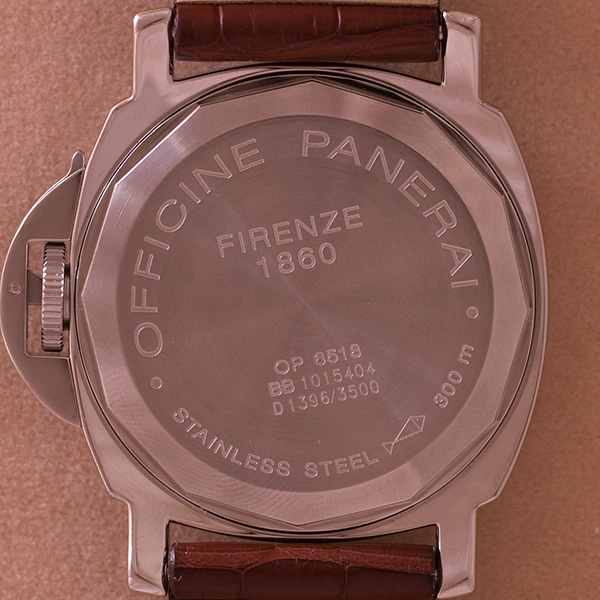 OFFICINE PANERAI
FIRENZE
1860
OP 6518
BB 1015404
D1396/3500
STAINLESS STEEL
300 m